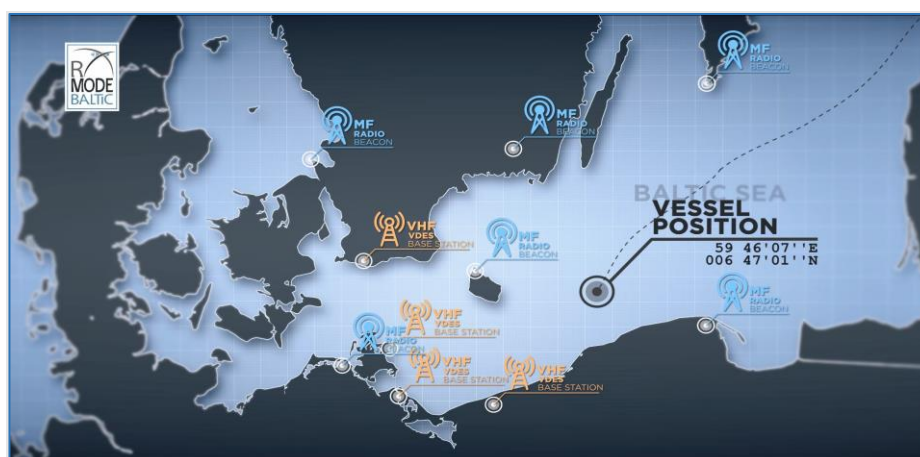 R
MODE
BALTIC
MF
RADIO
BEACON
MF
RADIO
BEACON
MF
RADIO
BEACON
VHF
VDES
BASE STATION
MF
RADIO
BEACON
BALTIC SEA
VESSEL
POSITION
59 46'07''E
006 47'01''N
MF
RADIO
BEACON
VHF
VDES
BASE STATION
MF
RADIO
BEACON
VHF
VDES
BASE STATION
VHF
VDES
BASE STATION